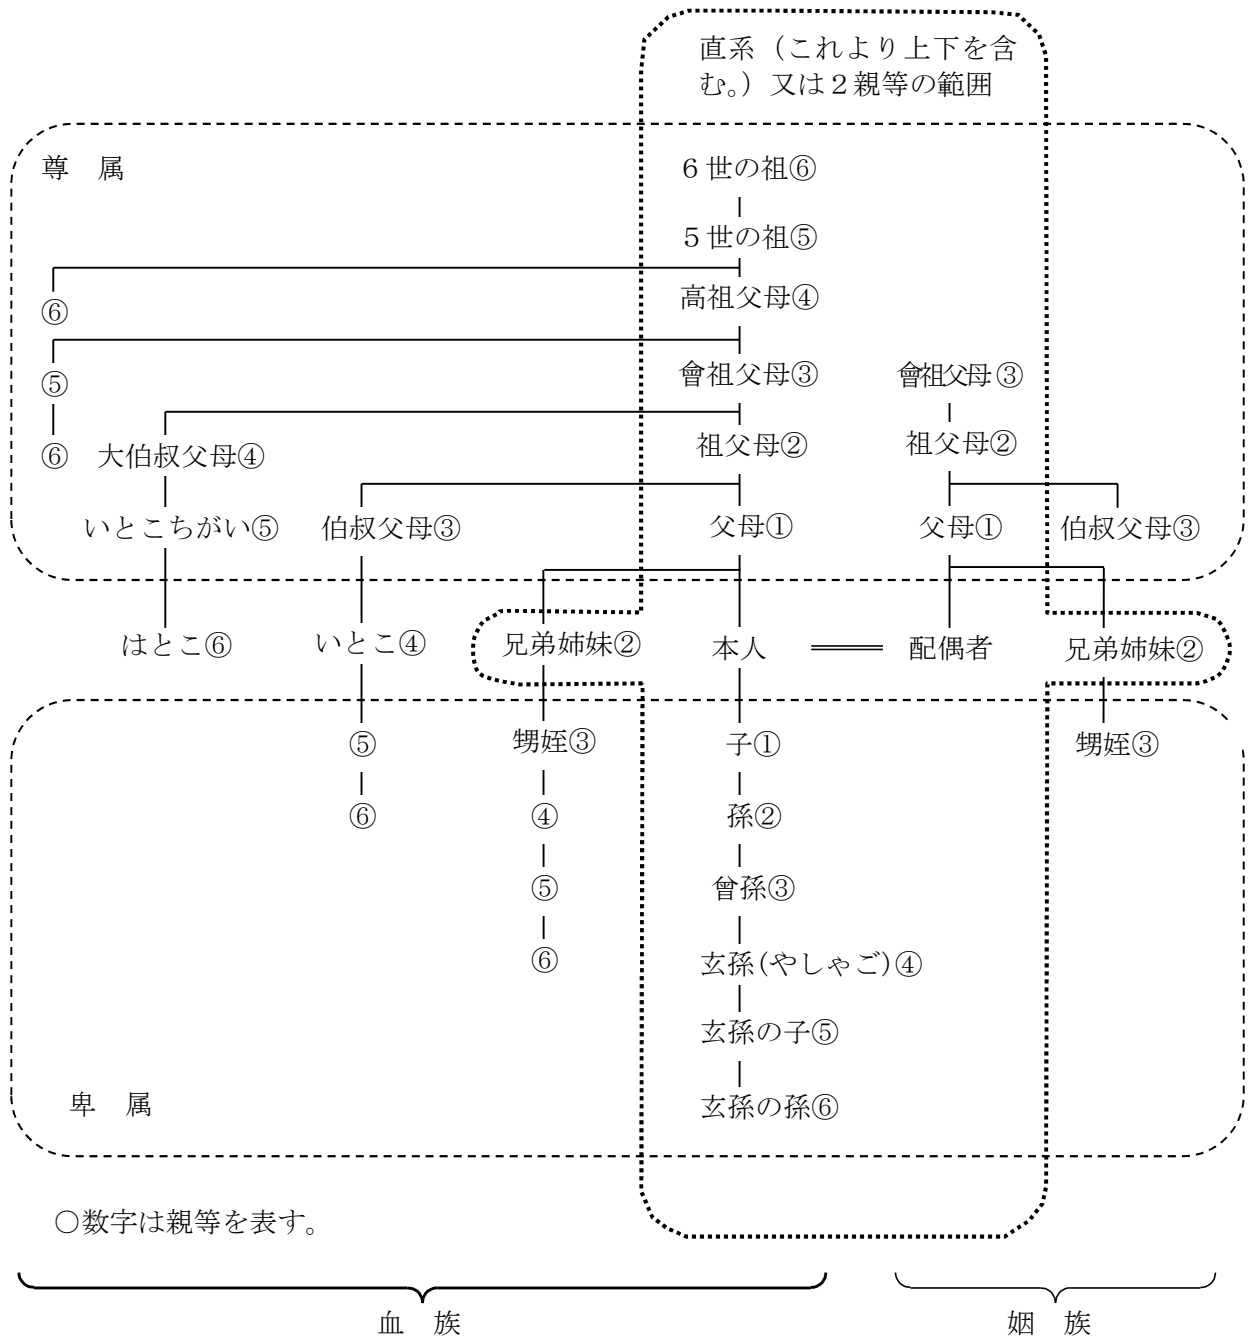 直系（これより上下を含
む。）又は２親等の範囲
尊　属
６世の祖⑥
５世の祖⑤
⑥
高祖父母④
⑤
會祖父母③
會祖父母③
⑥
大伯叔父母④
祖父母②
祖父母②
いとこちがい⑤
伯叔父母③
父母①
父母①
伯叔父母③
はとこ⑥
いとこ④
兄弟姉妹②
本人
配偶者
兄弟姉妹②
⑤
甥姪③
子①
甥姪③
⑥
④
孫②
⑤
曾孫③
⑥
玄孫(やしゃご)④
玄孫の子⑤
卑　属
玄孫の孫⑥
○数字は親等を表す。
血　族
姻　族